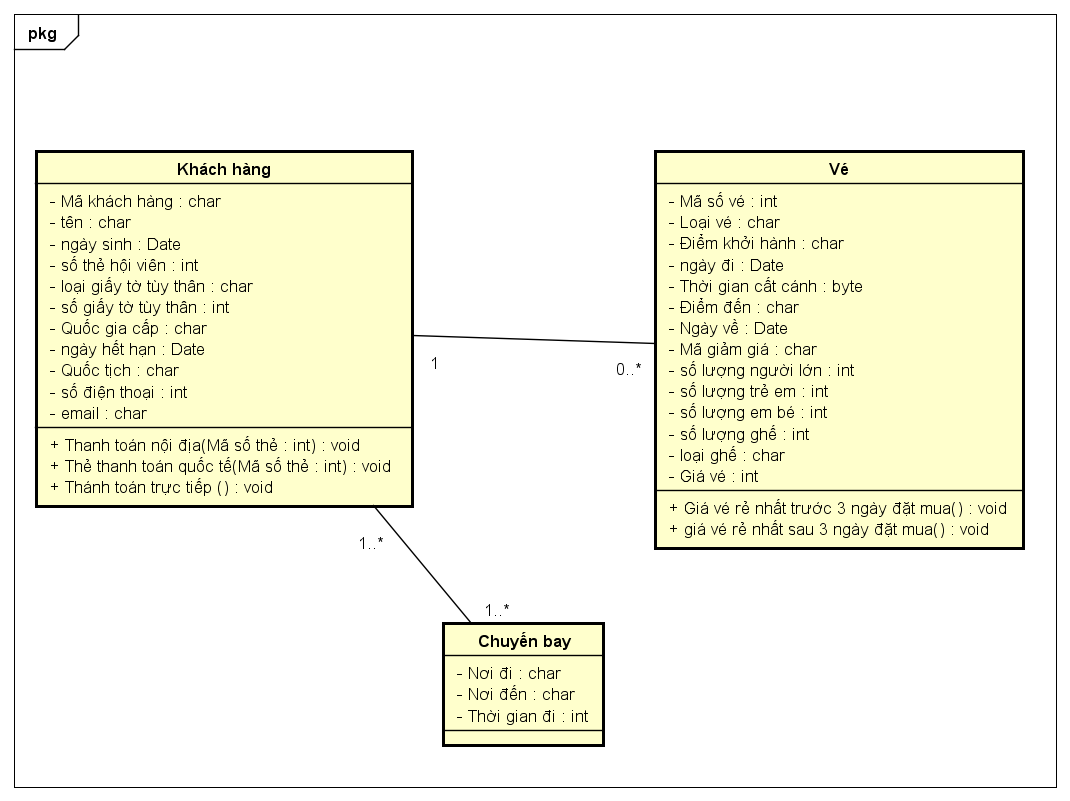 pkg
Khách hàng
- Mã khách hàng : char
- tên : char
- ngày sinh : Date
- số thẻ hội viên : int
- loại giấy tờ tùy thân : char
- số giấy tờ tùy thân : int
- Quốc gia cấp : char
- ngày hết hạn : Date
- Quốc tịch : char
- số điện thoại : int
- email : char
+ Thanh toán nội địa(Mã số thẻ : int) : void
+ Thẻ thanh toán quốc tế(Mã số thẻ : int) : void
+ Thánh toán trực tiếp () : void
Vé
- Mã số vé : int
- Loại vé : char
- Điểm khởi hành : char
- ngày đi : Date
- Thời gian cất cánh : byte
- Điểm đến : char
- Ngày về : Date
- Mã giảm giá : char
- số lượng người lớn : int
- số lượng trẻ em : int
- số lượng em bé : int
- số lượng ghế : int
- loại ghế : char
- Giá vé : int
+ Giá vé rẻ nhất trước 3 ngày đặt mua() : void
+ giá vé rẻ nhất sau 3 ngày đặt mua() : void
1
0..*
1..*
1..*
Chuyến bay
- Nơi đi : char
- Nơi đến : char
- Thời gian đi : int